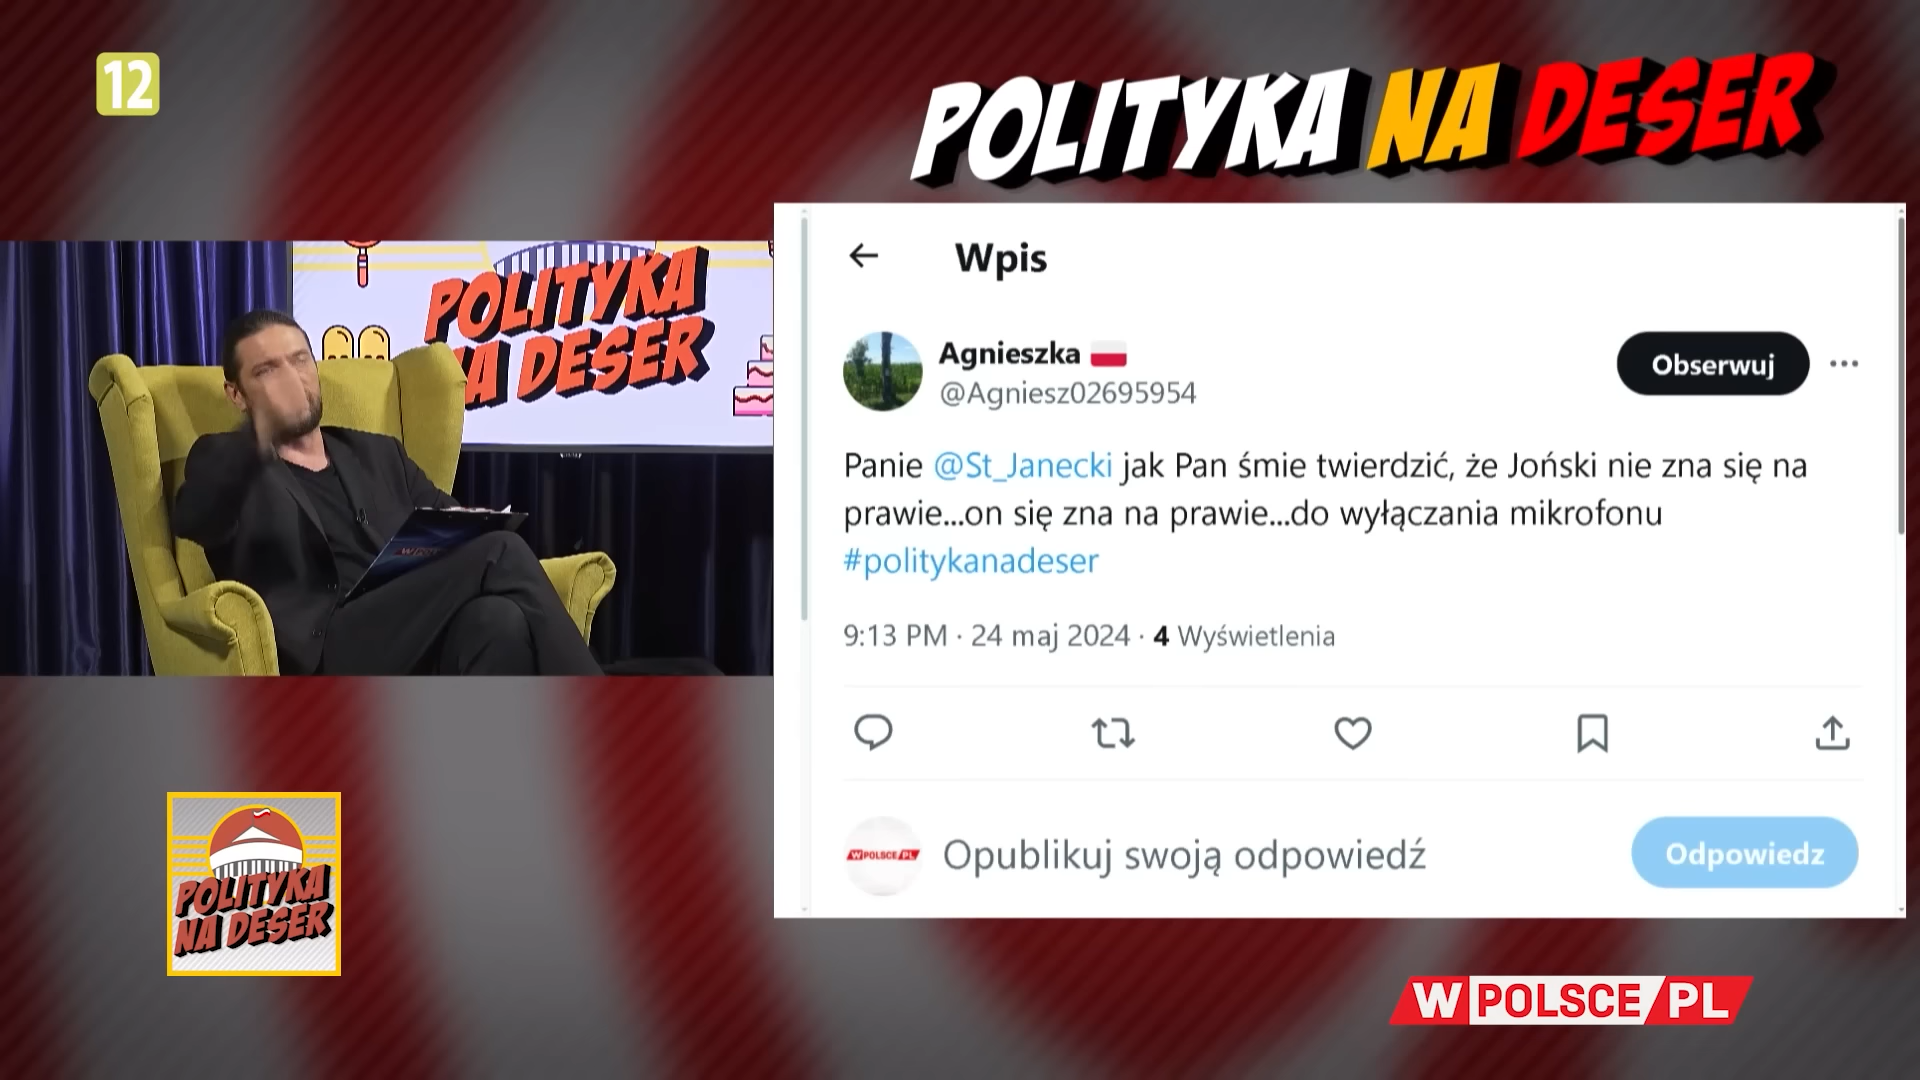 12
POLITYKA NA DESER
POLITYKA
NA DESER
Wpis
Agnieszka
@Agniesz02695954
Obserwuj
Panie @St_Janecki jak Pan śmie twierdzić, że Joński nie zna się na
prawie...on się zna na prawie...do wyłączania mikrofonu
#politykanadeser
9:13 PM · 24 maj 2024 · 4 Wyświetlenia
WPOLSCE/PL
Opublikuj swoją odpowiedź
Odpowiedz
POLITYKA
NA DESER
W POLSCE/PL